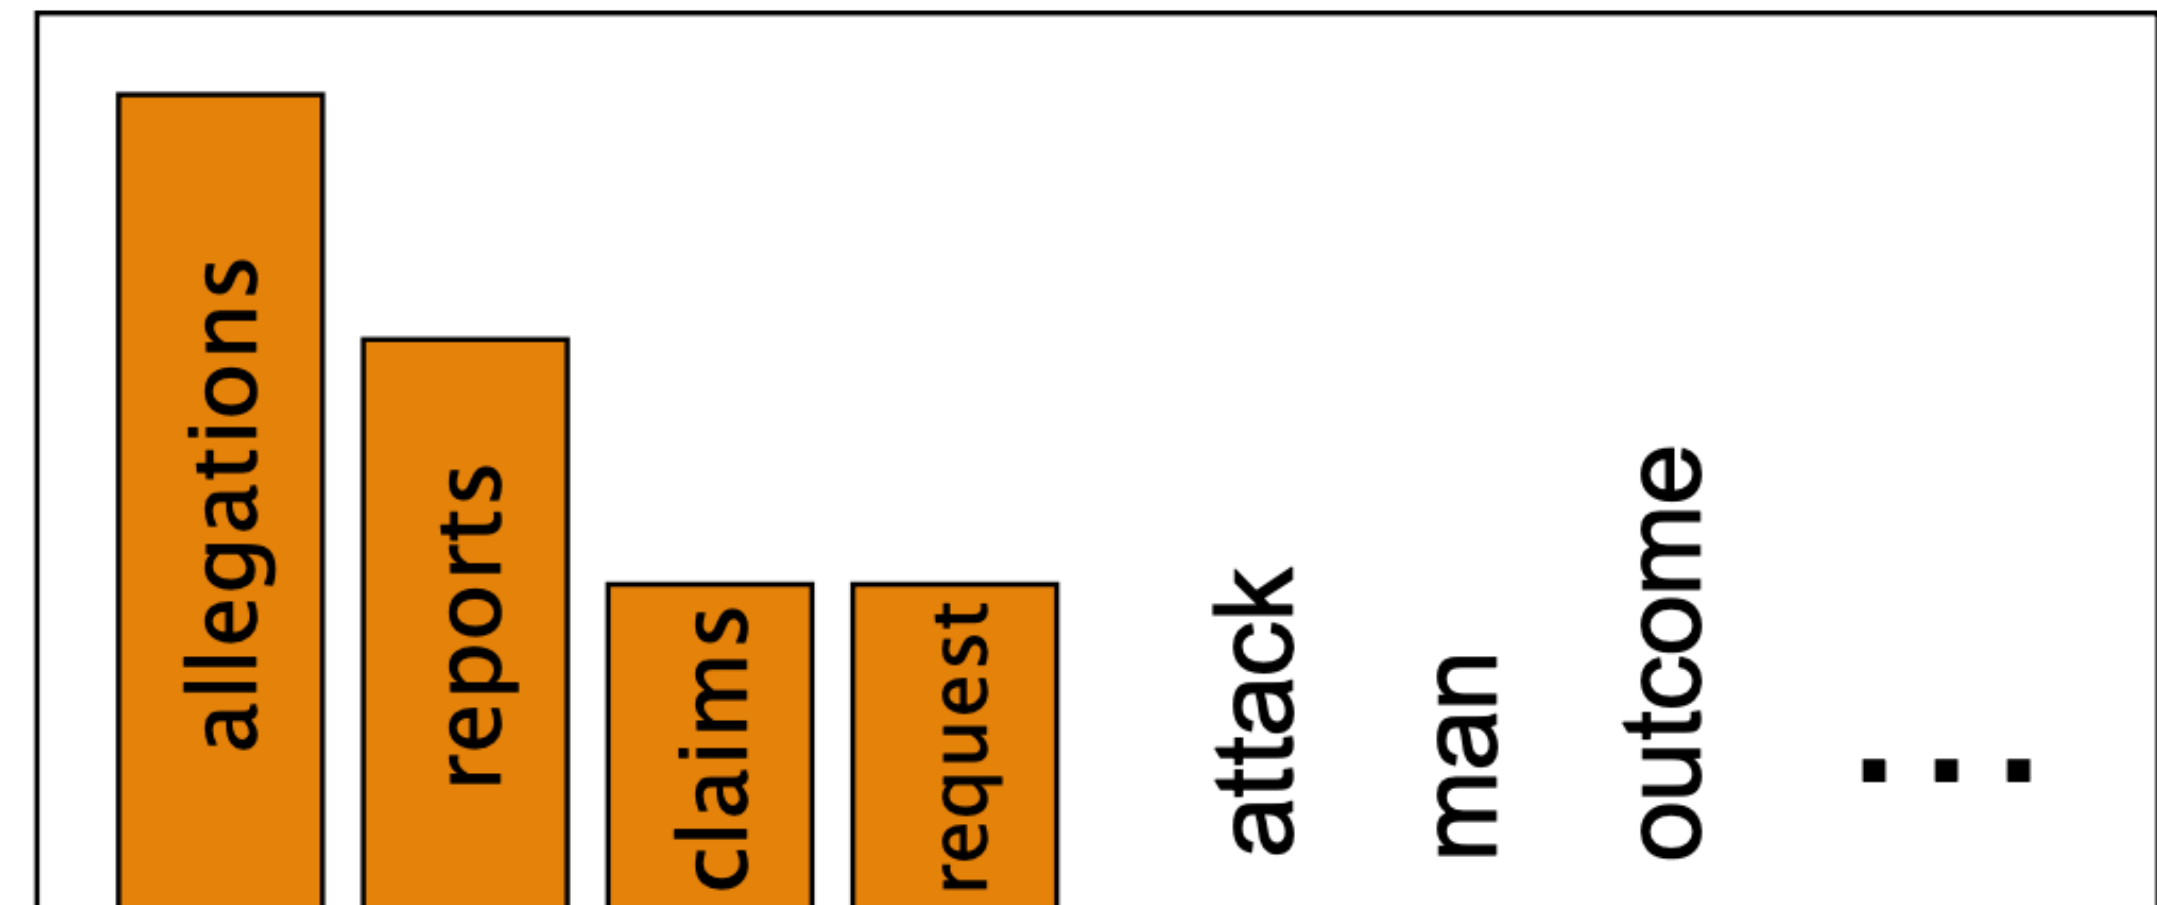 allegations
reports
claims
request
attack
man
outcome
...